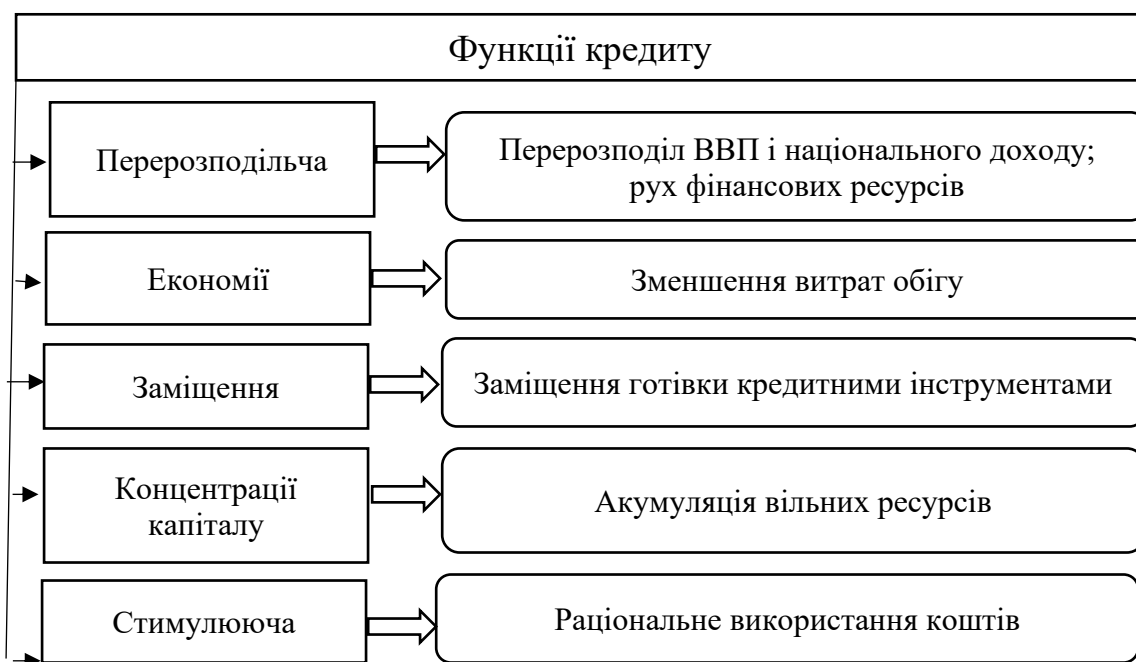 Функції кредиту
Перерозподільча
Перерозподіл ВВП і національного доходу;
рух фінансових ресурсів
Економії
Зменшення витрат обігу
Заміщення
Заміщення готівки кредитними інструментами
Концентрації
капіталу
Акумуляція вільних ресурсів
Стимулююча
Раціональне використання коштів